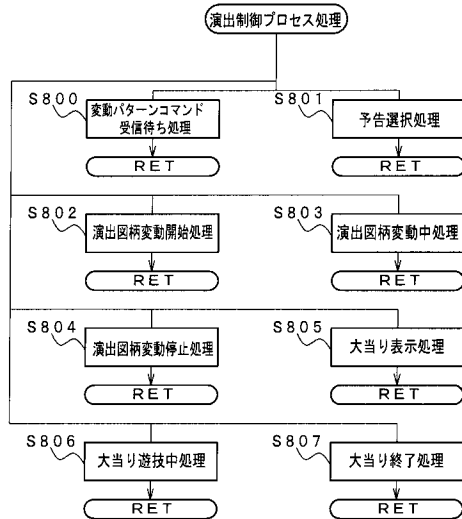 演出制御プロセス処理
S800
変動パターンコマンド
受信待ち処理
RET
S801
予告選択処理
RET
S802
演出図柄変動開始処理
RET
S803
演出図柄変動中処理
RET
S804
演出図柄変動停止処理
RET
S805
大当り表示処理
RET
S806
大当り遊技中処理
RET
S807
大当り終了処理
RET